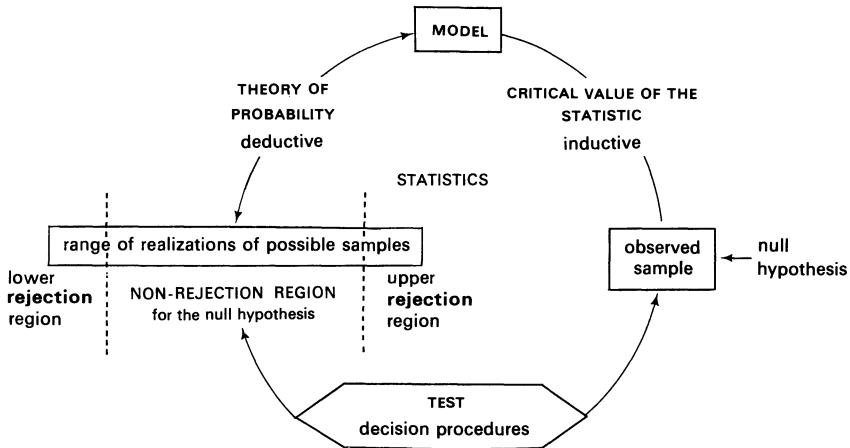 MODEL
THEORY OF
PROBABILITY
deductive
CRITICAL VALUE OF THE
STATISTIC
inductive
STATISTICS
range of realizations of possible samples
observed
sample
null
hypothesis
lower
rejection
region
NON-REJECTION REGION
for the null hypothesis
upper
rejection
region
TEST
decision procedures